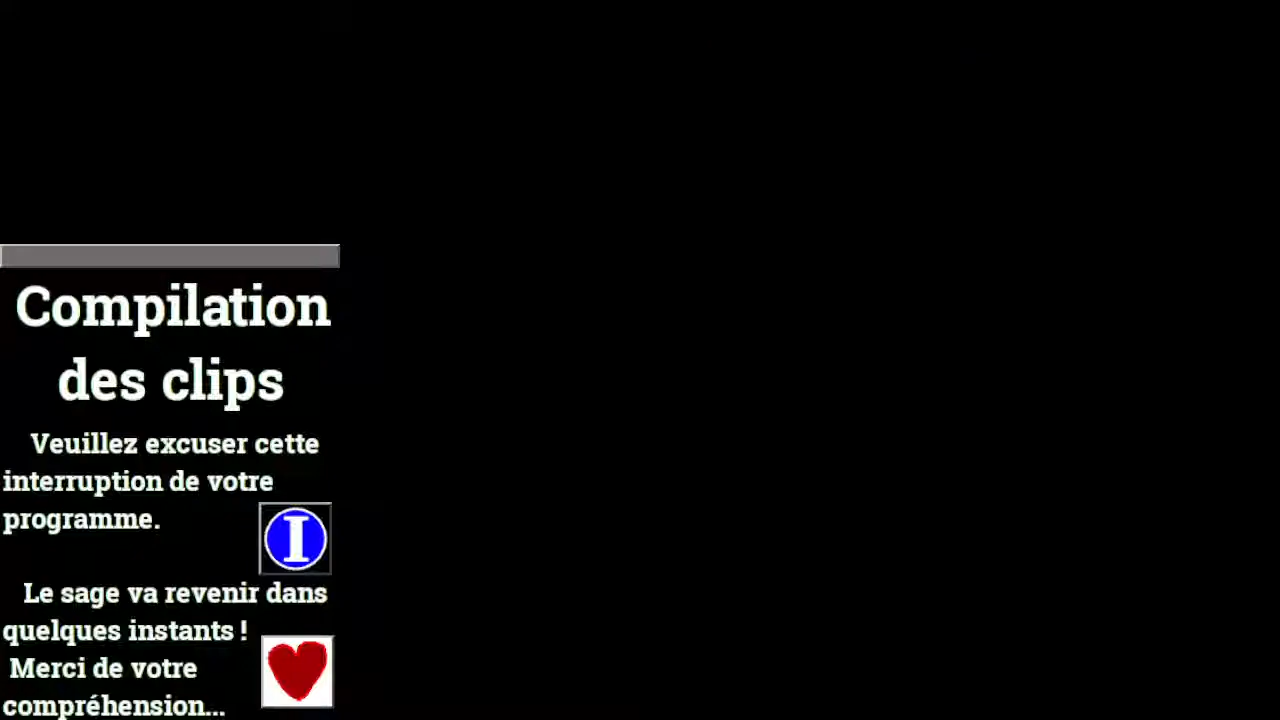 Compilation
des clips
Veuillez excuser cette
interruption de votre
programme.
I
Le sage va revenir dans
quelques instants !
Merci de votre
compréhension...